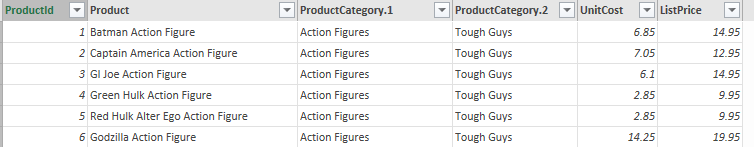 ProductId Product ProductCategory.1 ProductCategory.2 UnitCost ListPrice
1 Batman Action Figure Action Figures Tough Guys 6.85 14.95
2 Captain America Action Figure Action Figures Tough Guys 7.05 12.95
3 GI Joe Action Figure Action Figures Tough Guys 6.1 14.95
4 Green Hulk Action Figure Action Figures Tough Guys 2.85 9.95
5 Red Hulk Alter Ego Action Figure Action Figures Tough Guys 2.85 9.95
6 Godzilla Action Figure Action Figures Tough Guys 14.25 19.95